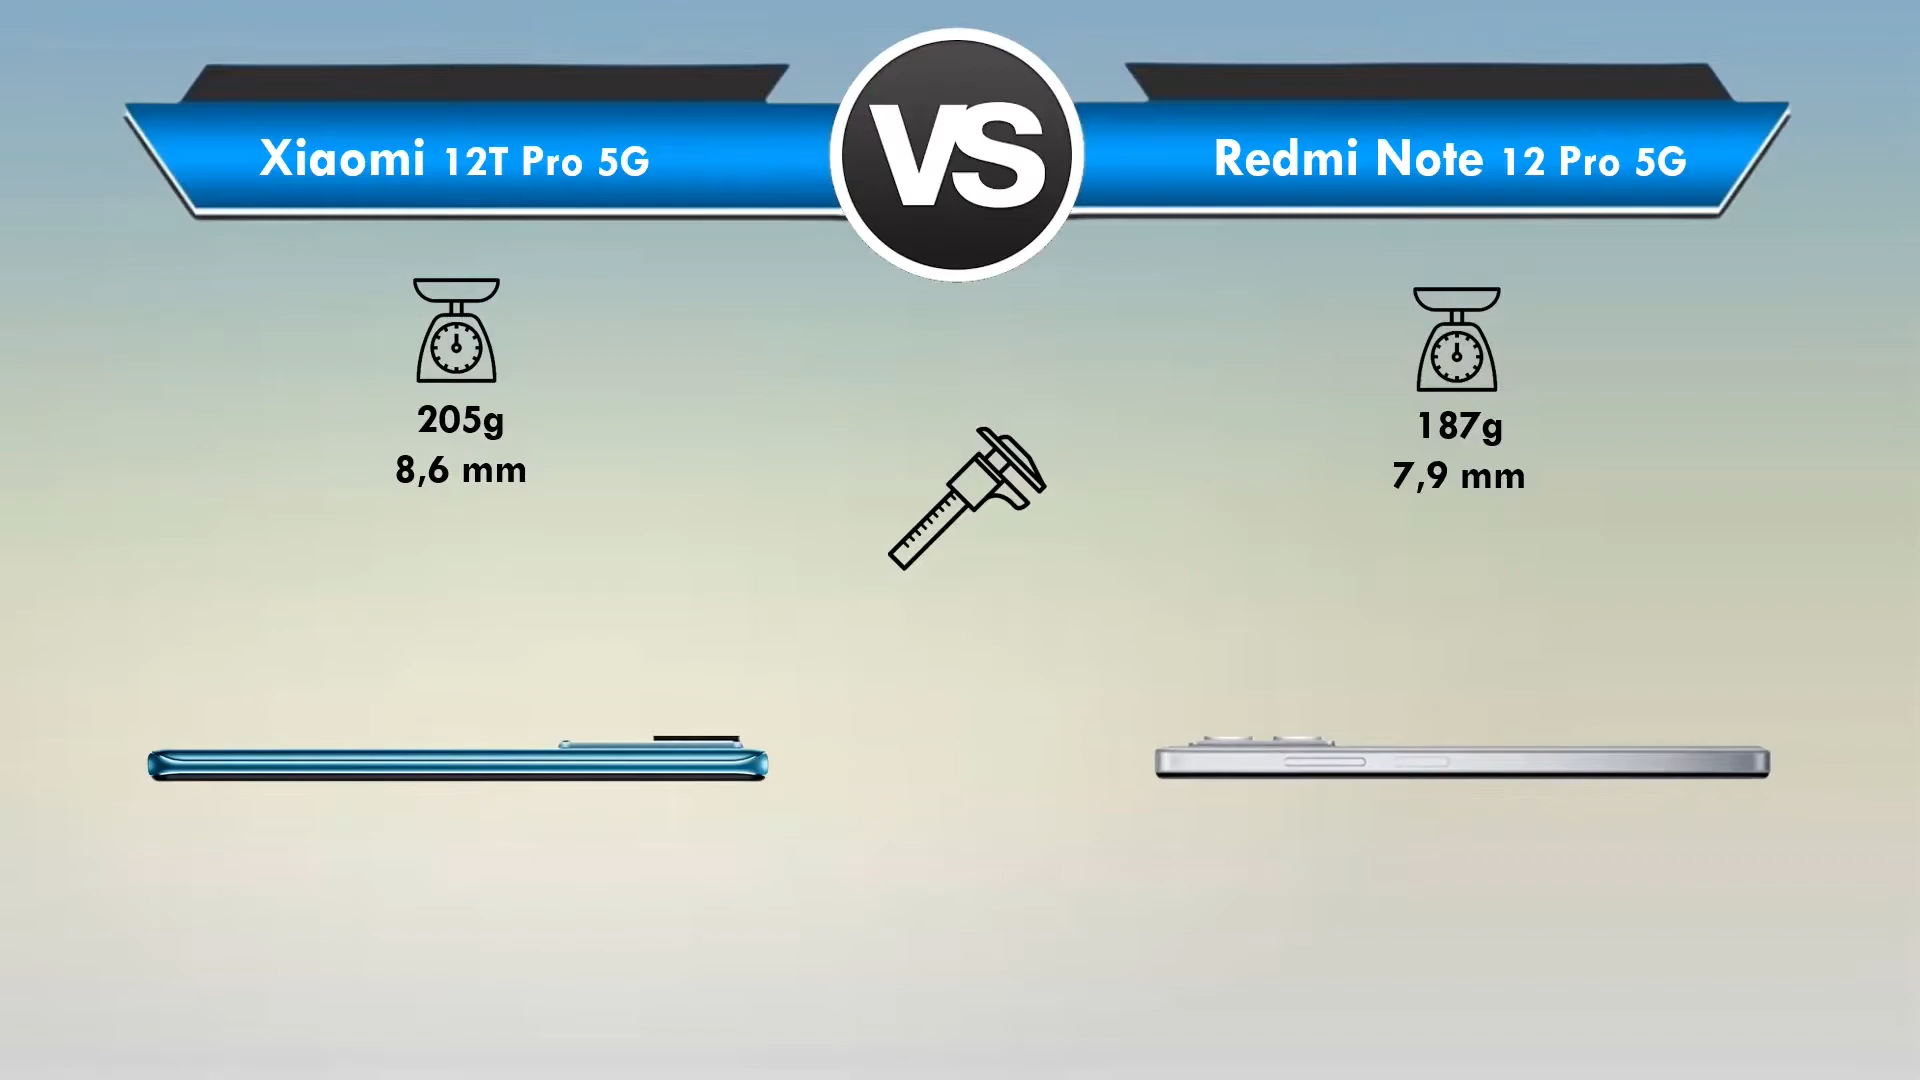 Xiaomi 12T Pro 5G
VS
Redmi Note 12 Pro 5G
205g
8,6 mm
187g
7,9 mm